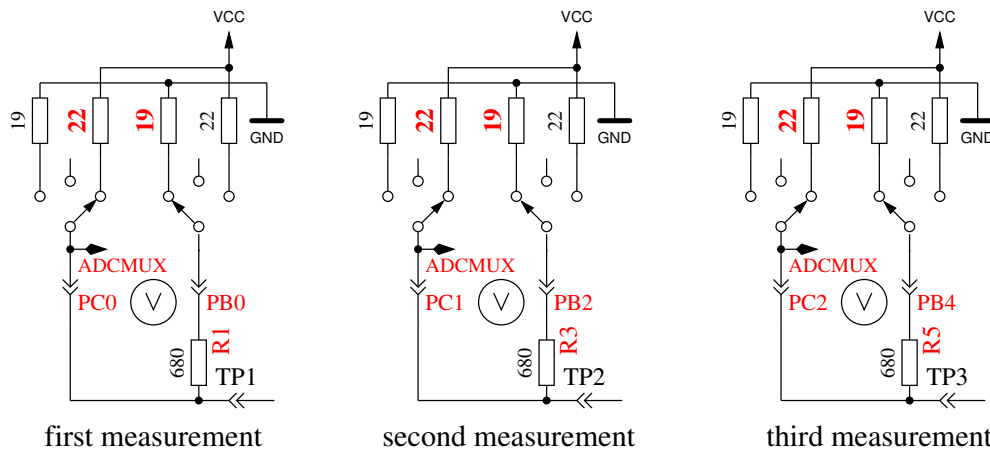 VCC VCC VCC
19 22 19 22 19 22 19 22 19 22 19 22
GND GND GND
ADCMUX ADCMUX ADCMUX
PC0 V PB0 PC1 V PB2 PC2 V PB4
680 R1 680 R3 680 R5
TP1 TP2 TP3
first measurement second measurement third measurement